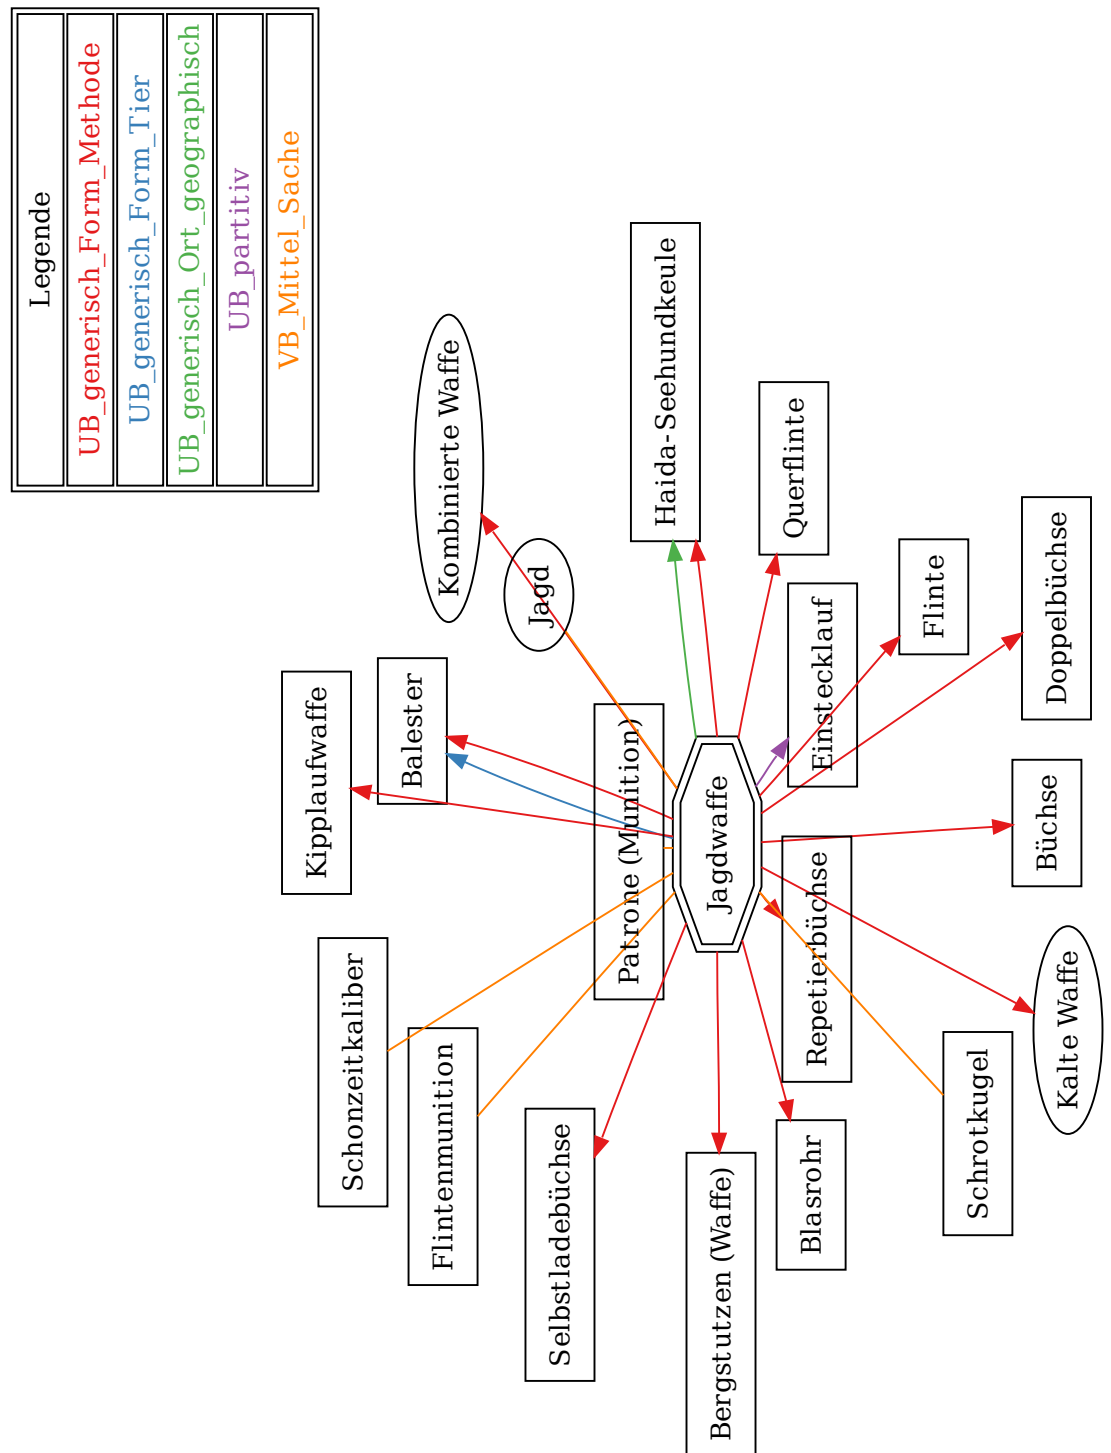 Legende
UB_generisch_Form_Methode
UB_generisch_Form_Tier
UB_generisch_Ort_geographisch
UB_partitiv
VB_Mittel_Sache
Kombinierte Waffe
Jagd
Haida-Seehundkeule
Querflinte
Kipplaufwaffe
Balester
Patrone (Munition)
Jagdwaffe
Einstecklauf
Flinte
Doppelbüchse
Büchse
Schonzeitkaliber
Flintenmunition
Selbstladebüchse
Bergstutzen (Waffe)
Blasrohr
Repetierbüchse
Schrotkugel
Kalte Waffe